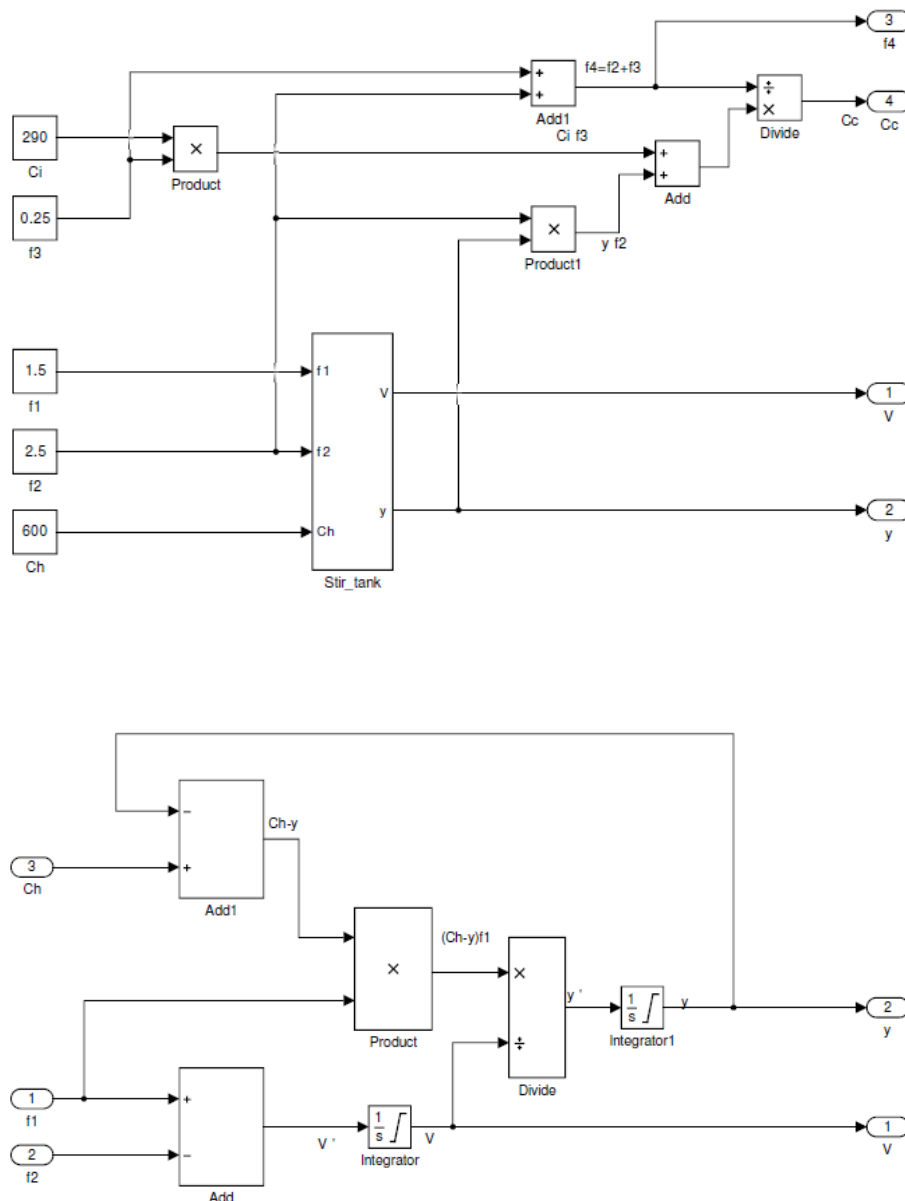 3
f4
f4=f2+f3
+
+
Add1
÷
×
Divide
Cc
4
Cc
290
Ci
×
Product
Ci f3
+
+
Add
0.25
f3
×
Product1
y f2
1.5
f1
f1
V
1
V
2.5
f2
f2
y
2
y
600
Ch
Ch
Stir_tank
−
+
Add1
Ch-y
3
Ch
×
Product
(Ch-y)f1
×
÷
Divide
y '
1
s
Integrator1
y
2
y
1
f1
2
f2
+
−
Add
V '
1
s
Integrator
V
1
V